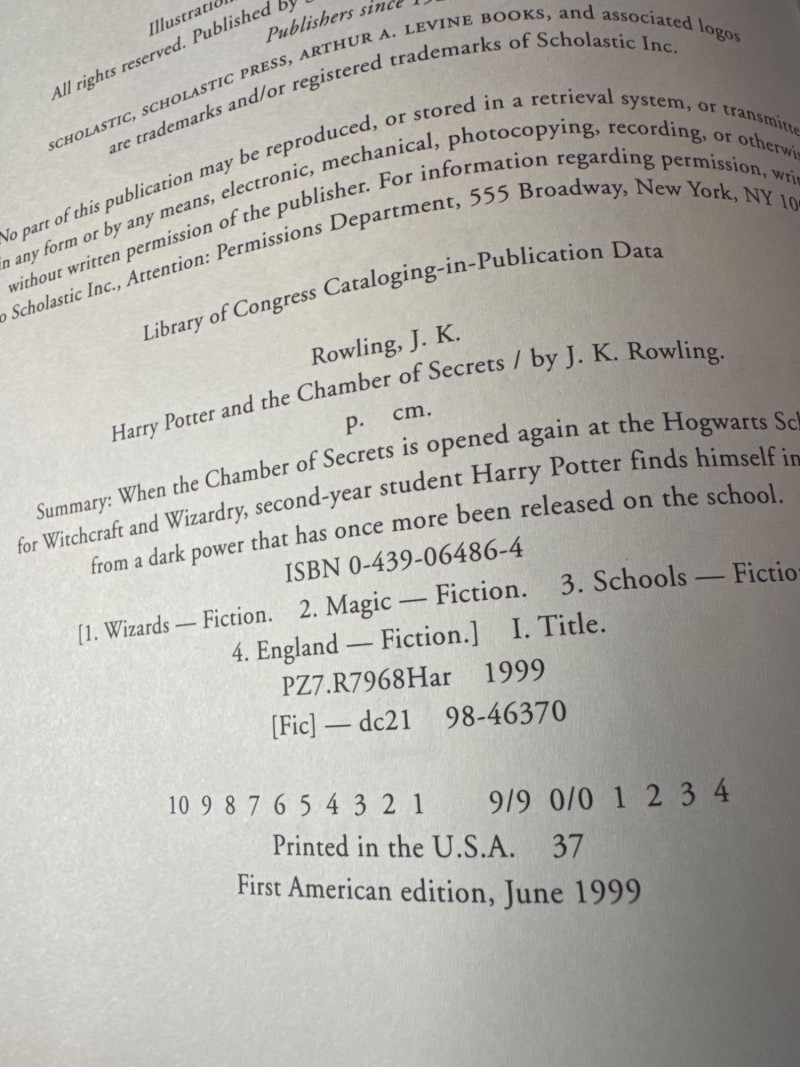 All rights reserved. Published by
Publishers since
SCHOLASTIC, SCHOLASTIC PRESS, ARTHUR A. LEVINE BOOKS, and associated logos
are trademarks and/or registered trademarks of Scholastic Inc.
No part of this publication may be reproduced, or stored in a retrieval system, or
in any form or by any means, electronic, mechanical, photocopying, recording, or
without written permission of the publisher. For information regarding permission,
Scholastic Inc., Attention: Permissions Department, 555 Broadway, New York, NY
Library of Congress Cataloging-in-Publication Data
Rowling, J. K.
Harry Potter and the Chamber of Secrets / by J. K. Rowling.
p. cm.
Summary: When the Chamber of Secrets is opened again at the Hogwarts
for Witchcraft and Wizardry, second-year student Harry Potter finds himself in
from a dark power that has once more been released on the school.
ISBN 0-439-06486-4
[1. Wizards — Fiction. 2. Magic — Fiction. 3. Schools —
4. England — Fiction.] I. Title.
PZ7.R7968Har 1999
[Fic] — dc21 98-46370
10 9 8 7 6 5 4 3 2 1 9/9 0/0 1 2 3 4
Printed in the U.S.A. 37
First American edition, June 1999